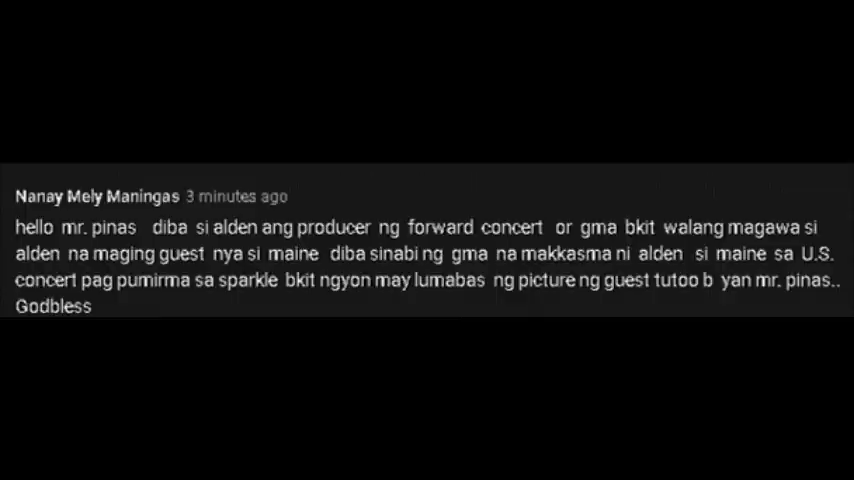 Nanay Mely Maningas 3 minutes ago
hello mr. pinas diba si alden ang producer ng forward concert or gma bkit walang magawa si
alden na maging guest nya si maine diba sinabi ng gma na makkasma ni alden si maine sa U.S.
concert pag pumirma sa sparkle bkit ngyon may lumabas ng picture ng guest tutoo b yan mr. pinas..
Godbless